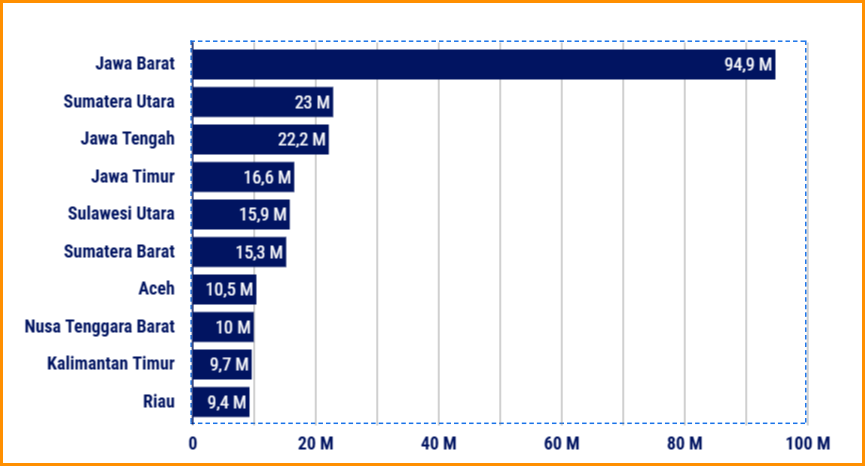 Jawa Barat 94,9 M
Sumatera Utara 23 M
Jawa Tengah 22,2 M
Jawa Timur 16,6 M
Sulawesi Utara 15,9 M
Sumatera Barat 15,3 M
Aceh 10,5 M
Nusa Tenggara Barat 10 M
Kalimantan Timur 9,7 M
Riau 9,4 M
0 20 M 40 M 60 M 80 M 100 M